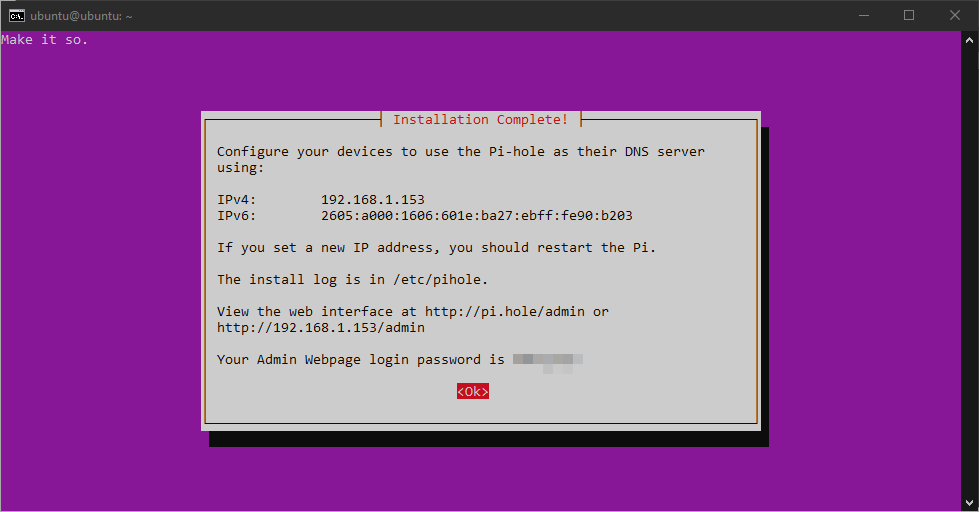 ubuntu@ubuntu: ~
Make it so.
Installation Complete!
Configure your devices to use the Pi-hole as their DNS server
using:
IPv4: 192.168.1.153
IPv6: 2605:a000:1606:601e:ba27:ebff:fe90:b203
If you set a new IP address, you should restart the Pi.
The install log is in /etc/pihole.
View the web interface at http://pi.hole/admin or
http://192.168.1.153/admin
Your Admin Webpage login password is
<Ok>